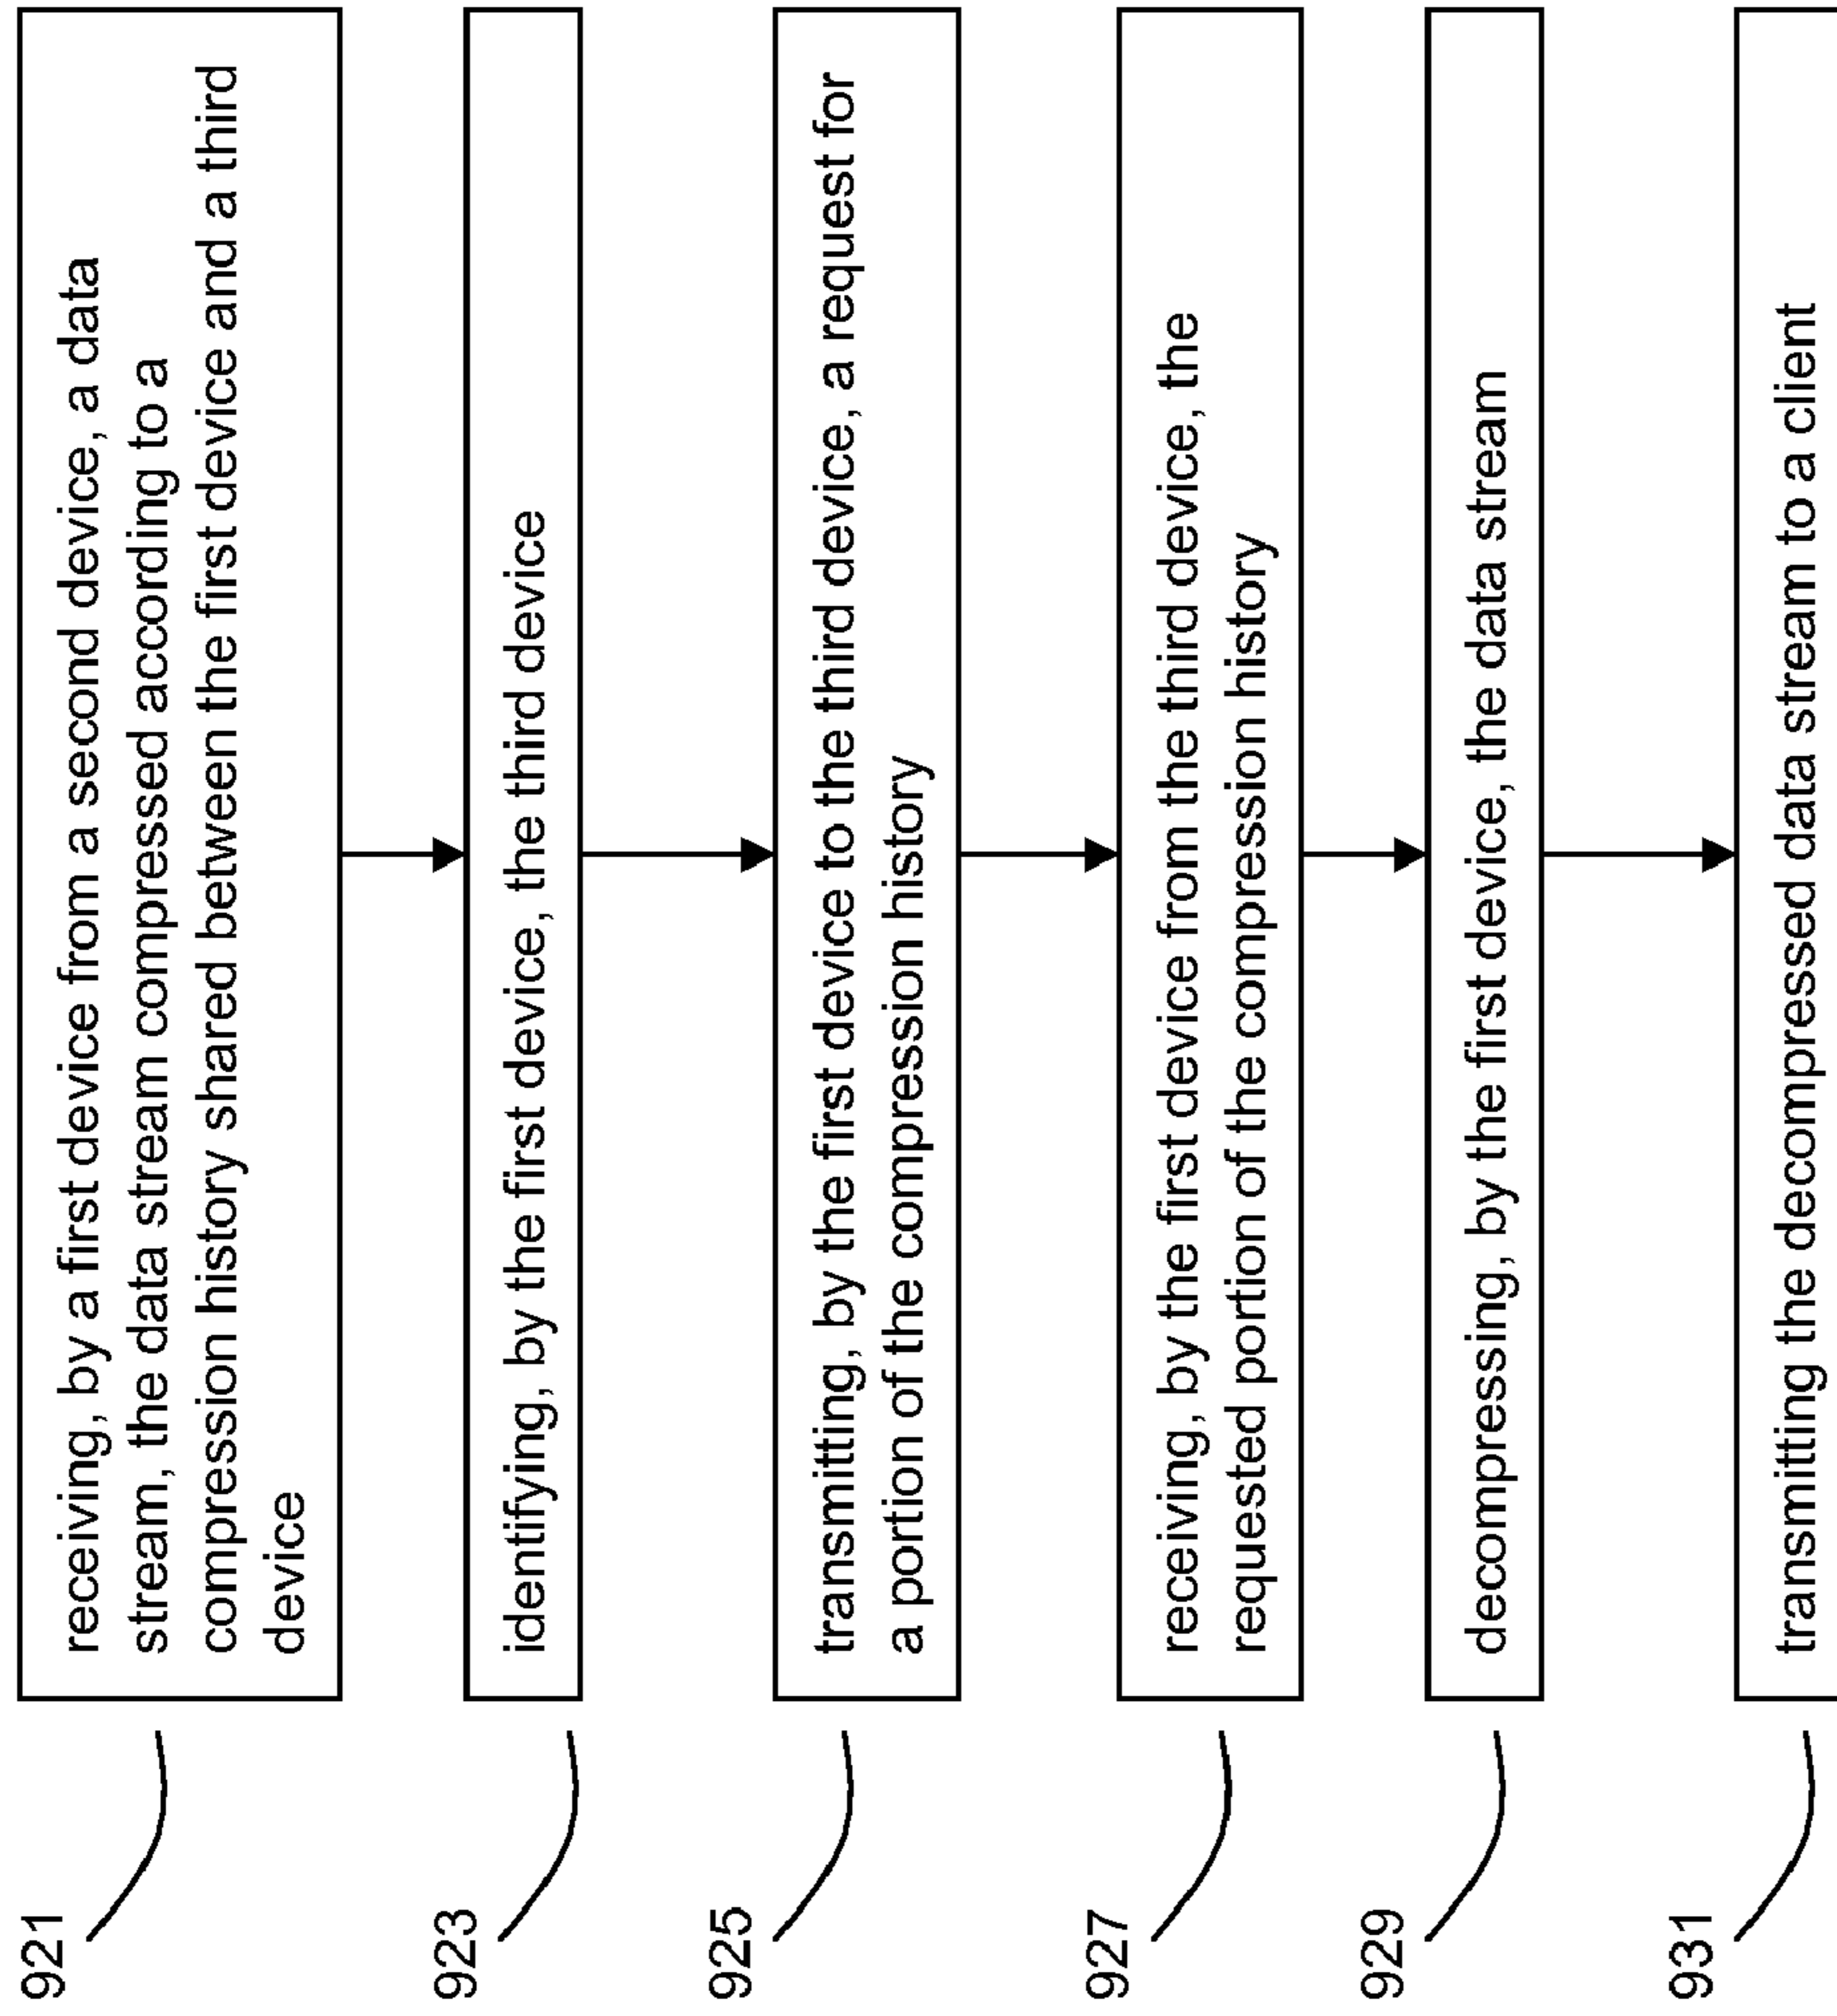 921
receiving, by a first device from a second device, a data
stream, the data stream compressed according to a
compression history shared between the first device and a third
device
923
identifying, by the first device, the third device
925
transmitting, by the first device to the third device, a request for
a portion of the compression history
927
receiving, by the first device from the third device, the
requested portion of the compression history
929
decompressing, by the first device, the data stream
931
transmitting the decompressed data stream to a client